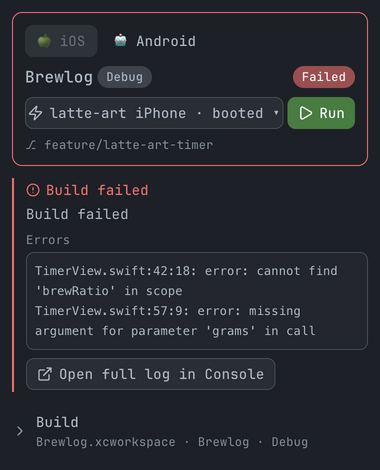 iOS Android
Brewlog Debug Failed
latte-art iPhone · booted Run
feature/latte-art-timer
Build failed
Build failed
Errors
TimerView.swift:42:18: error: cannot find
'brewRatio' in scope
TimerView.swift:57:9: error: missing
argument for parameter 'grams' in call
Open full log in Console
Build
Brewlog.xcworkspace · Brewlog · Debug